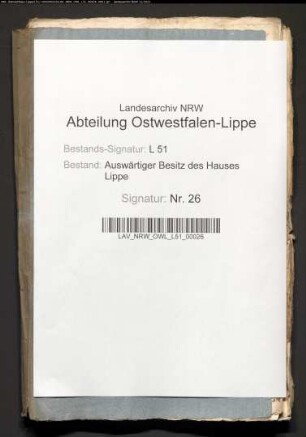 Landesarchiv NRW
Abteilung Ostwestfalen-Lippe
Bestands-Signatur: L 51
Bestand: Auswärtiger Besitz des Hauses
Lippe
Signatur: Nr. 26
LAV_NRW_OWL_L51_00026